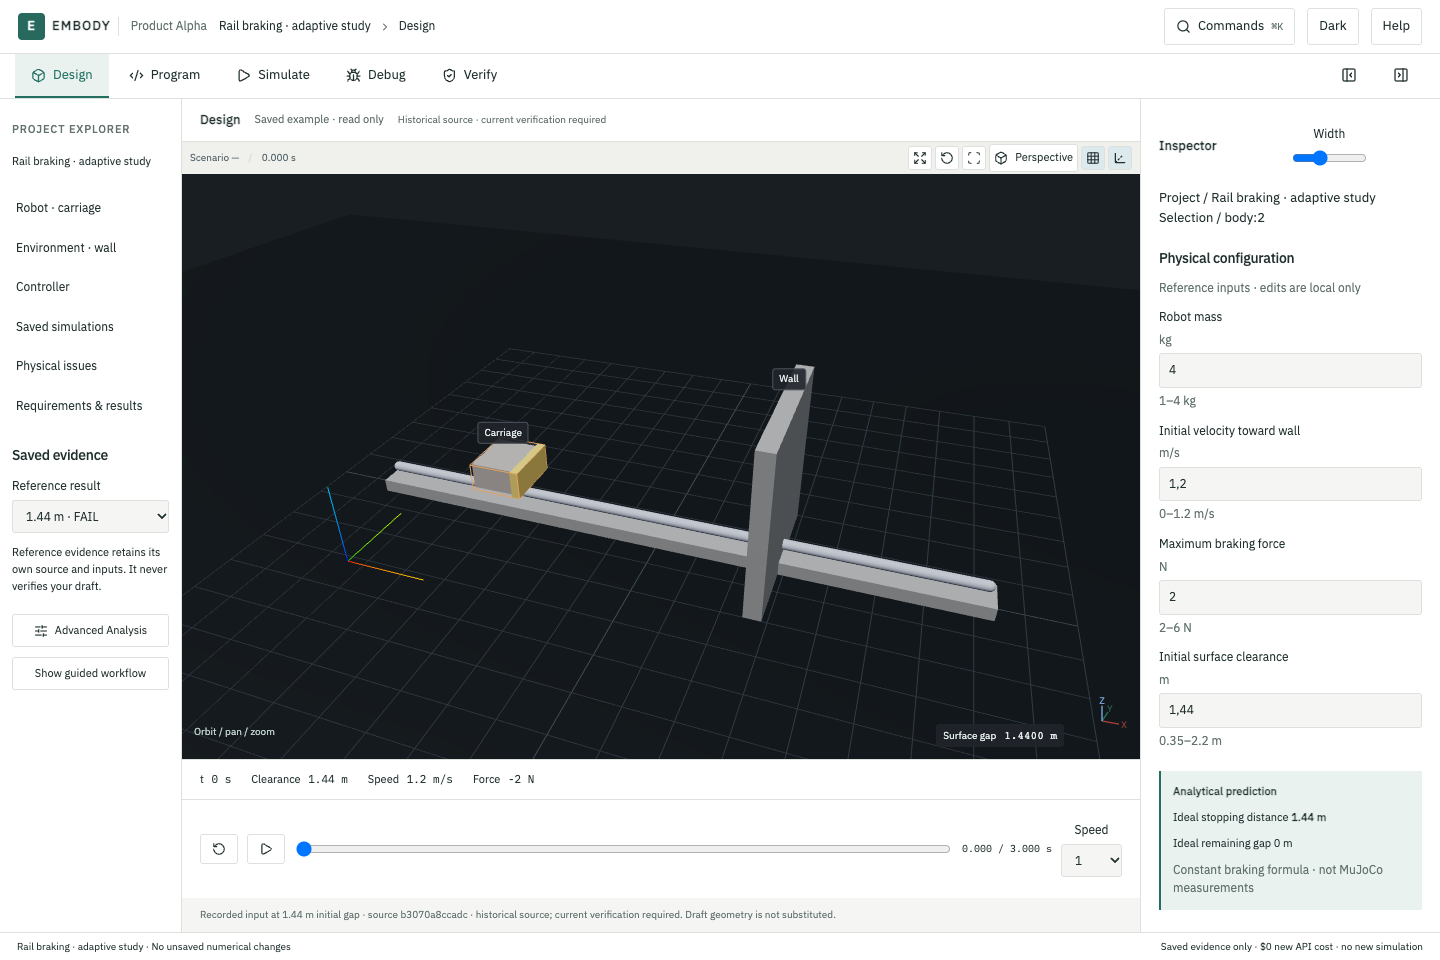 E EMBODY
Product Alpha Rail braking · adaptive study > Design
Commands ⌘K
Dark
Help
Design
Program
Simulate
Debug
Verify
PROJECT EXPLORER
Rail braking · adaptive study
Robot · carriage
Environment · wall
Controller
Saved simulations
Physical issues
Requirements & results
Saved evidence
Reference result
1.44 m · FAIL
Reference evidence retains its
own source and inputs. It never
verifies your draft.
Advanced Analysis
Show guided workflow
Design Saved example · read only Historical source · current verification required
Scenario — / 0.000 s
Perspective
Wall
Carriage
Orbit / pan / zoom
Surface gap 1.4400 m
Z
Y
X
t 0 s Clearance 1.44 m Speed 1.2 m/s Force -2 N
0.000 / 3.000 s
Speed
1
Recorded input at 1.44 m initial gap · source b3070a8ccadc · historical source; current verification required. Draft geometry is not substituted.
Inspector
Width
Project / Rail braking · adaptive study
Selection / body:2
Physical configuration
Reference inputs · edits are local only
Robot mass
kg
4
1–4 kg
Initial velocity toward wall
m/s
1,2
0–1.2 m/s
Maximum braking force
N
2
2–6 N
Initial surface clearance
m
1,44
0.35–2.2 m
Analytical prediction
Ideal stopping distance 1.44 m
Ideal remaining gap 0 m
Constant braking formula · not MuJoCo
measurements
Rail braking · adaptive study · No unsaved numerical changes
Saved evidence only · $0 new API cost · no new simulation